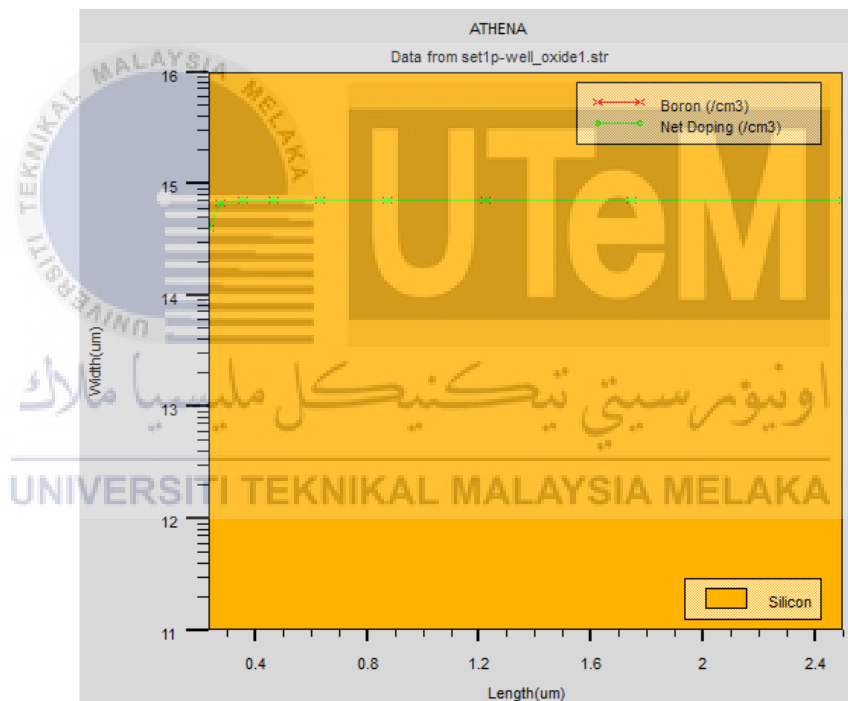 ATHENA
Data from set1p-well_oxide1.str
Boron (/cm3)
Net Doping (/cm3)
UNIVERSITI TEKNIKAL MALAYSIA MELAKA
UTeM
16
15
14
13
12
11
Width(um)
اونيۏرسيتي تيكنيكل مليسيا ملاك
UNIVERSITI TEKNIKAL MALAYSIA MELAKA
Silicon
0.4 0.8 1.2 1.6 2 2.4
Length(um)